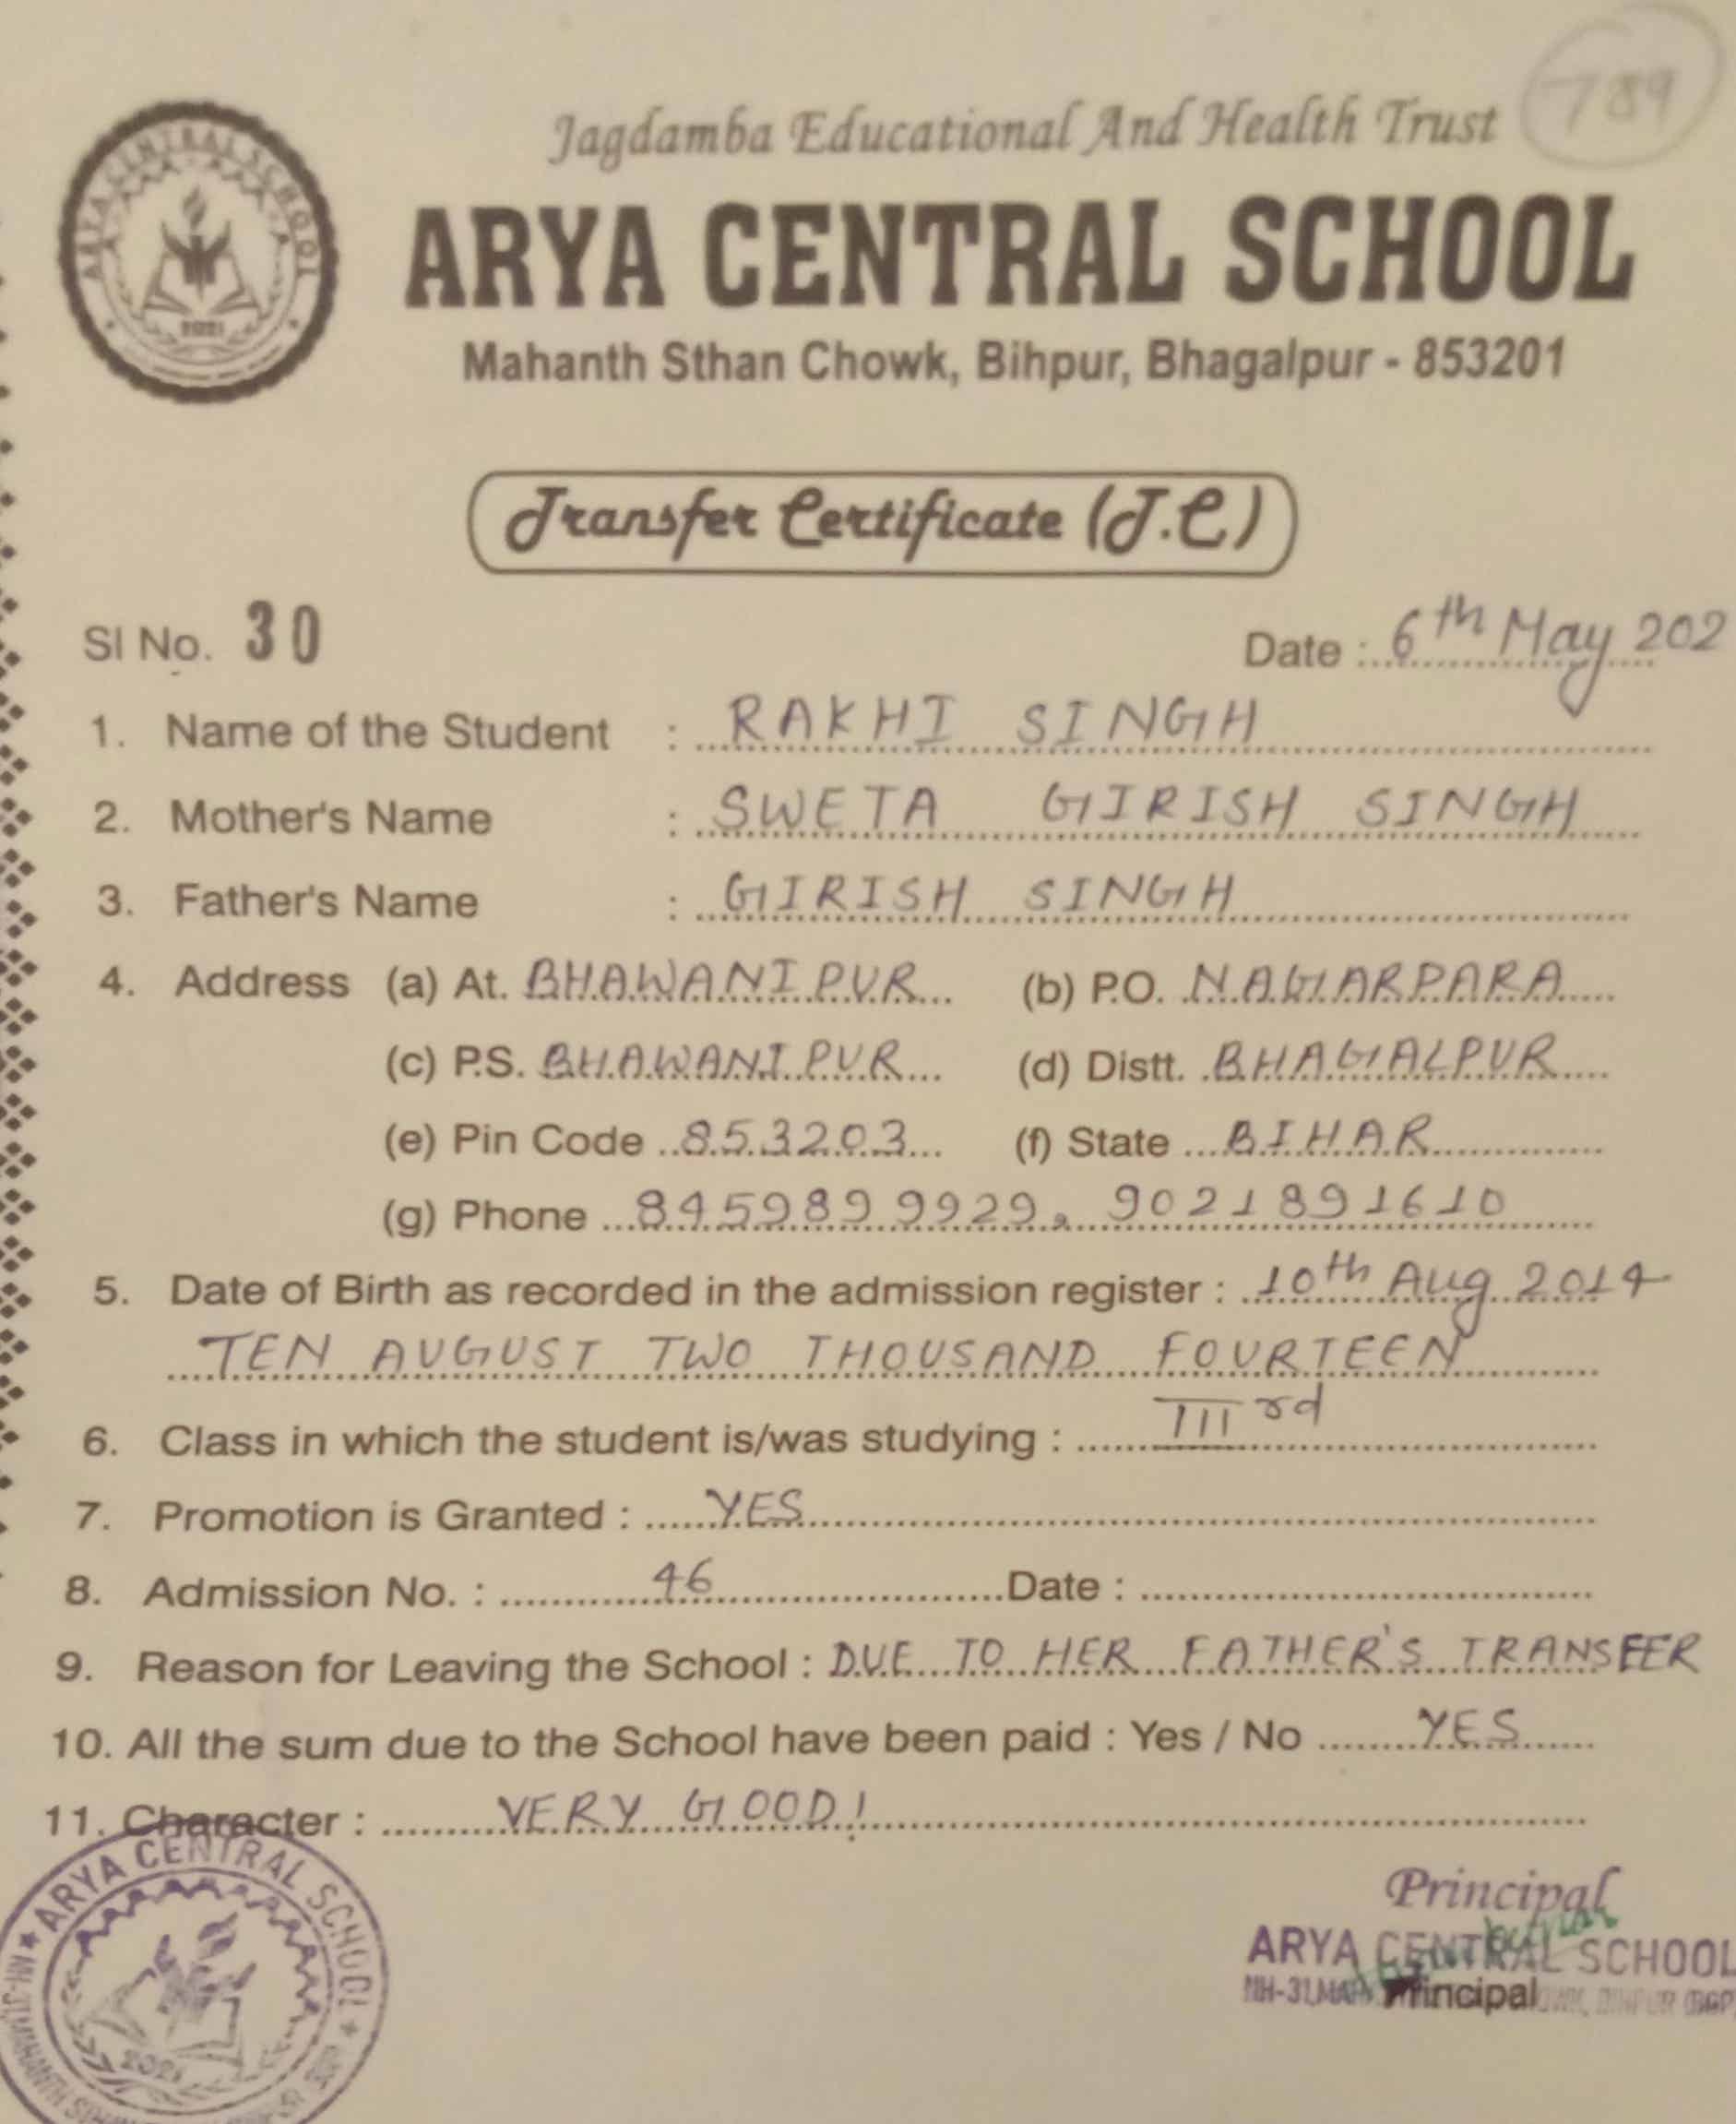 789
Jagdamba Educational And Health Trust
ARYA CENTRAL SCHOOL
ARYA CENTRAL SCHOOL
2021
Mahanth Sthan Chowk, Bihpur, Bhagalpur - 853201
Transfer Certificate (T.C)
Sl No. 30 Date : 6th May 202
1. Name of the Student : RAKHI SINGH
2. Mother's Name : SWETA GIRISH SINGH
3. Father's Name : GIRISH SINGH
4. Address (a) At. BHAWANIPUR (b) P.O. NAGARPARA
(c) P.S. BHAWANIPUR (d) Distt. BHAGALPUR
(e) Pin Code 853203 (f) State BIHAR
(g) Phone 8459899929, 9021891610
5. Date of Birth as recorded in the admission register : 10th Aug 2014
TEN AUGUST TWO THOUSAND FOURTEEN
6. Class in which the student is/was studying : III rd
7. Promotion is Granted : YES
8. Admission No. : 46 Date :
9. Reason for Leaving the School : DUE TO HER FATHER'S TRANSFER
10. All the sum due to the School have been paid : Yes / No YES
11. Character : VERY GOOD!
ARYA CENTRAL SCHOOL
2021
Principal
ARYA CENTRAL SCHOOL
NH-31, Principal